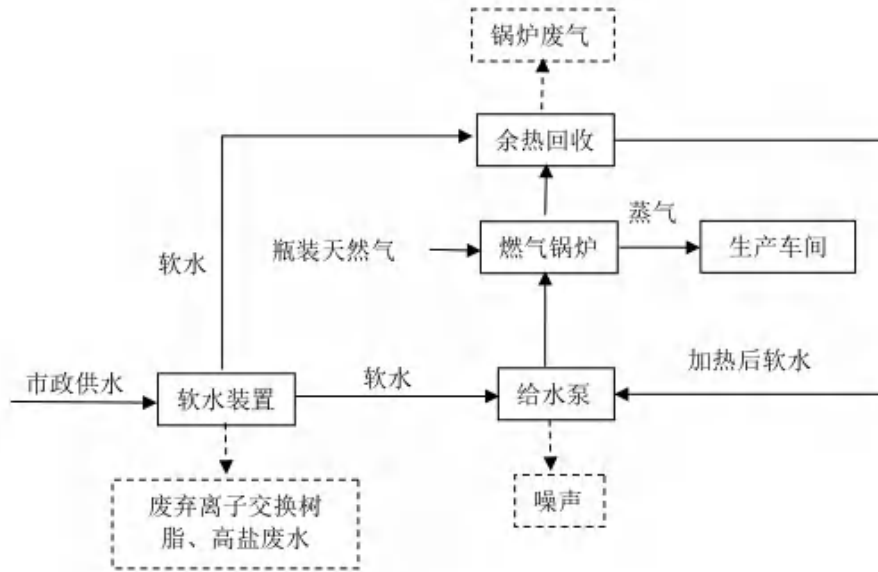 锅炉废气
余热回收
蒸气
瓶装天然气
燃气锅炉
生产车间
软水
加热后软水
市政供水
软水装置
软水
给水泵
废弃离子交换树
脂、高盐废水
噪声